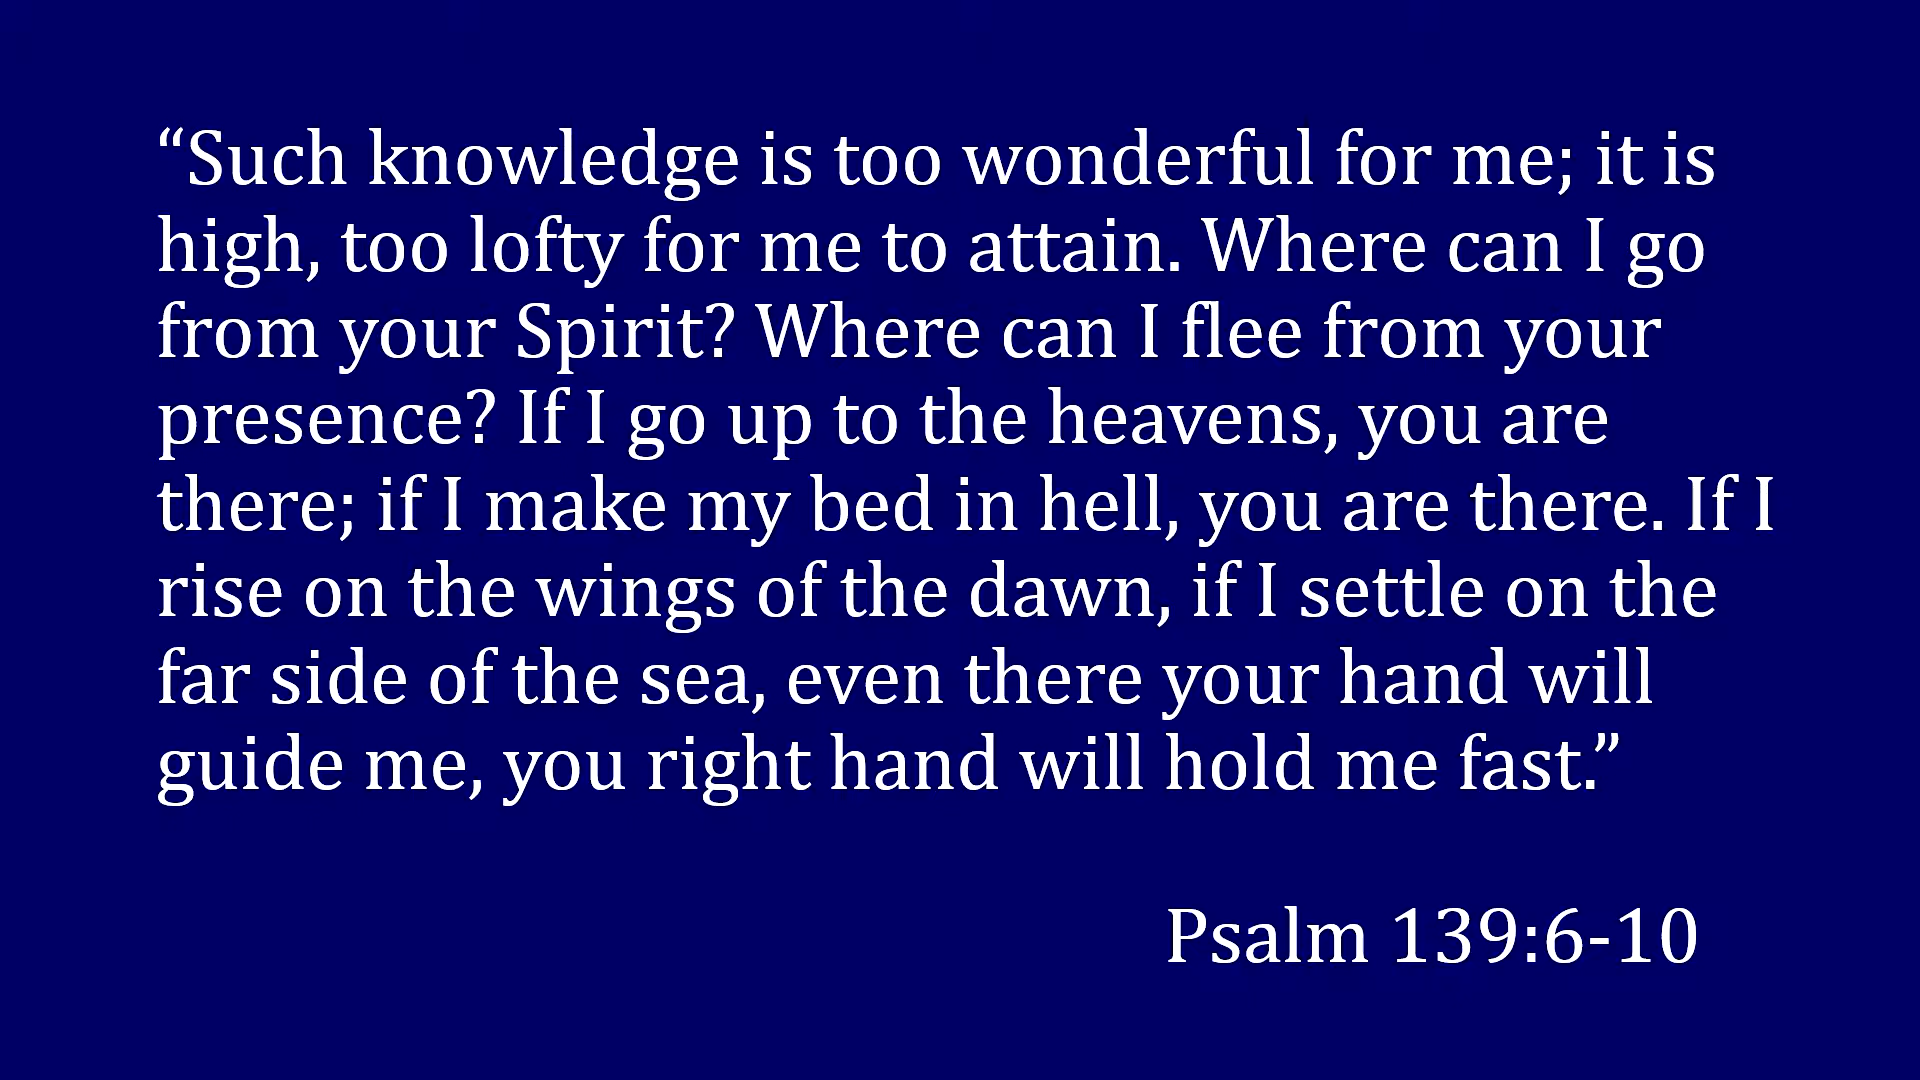 “Such knowledge is too wonderful for me; it is
high, too lofty for me to attain. Where can I go
from your Spirit? Where can I flee from your
presence? If I go up to the heavens, you are
there; if I make my bed in hell, you are there. If I
rise on the wings of the dawn, if I settle on the
far side of the sea, even there your hand will
guide me, you right hand will hold me fast.”
Psalm 139:6-10